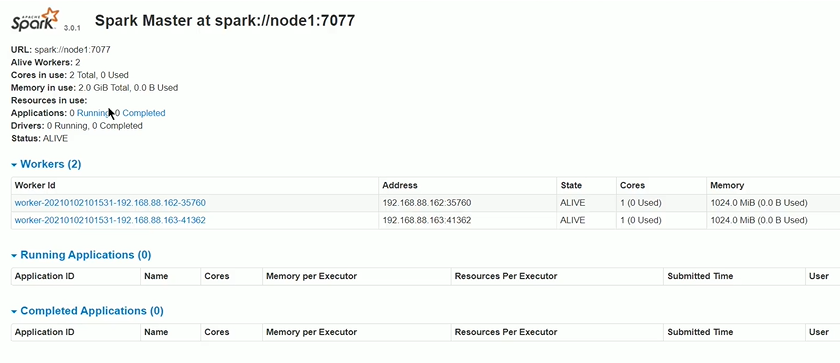 APACHE
Spark 3.0.1 Spark Master at spark://node1:7077
URL: spark://node1:7077
Alive Workers: 2
Cores in use: 2 Total, 0 Used
Memory in use: 2.0 GiB Total, 0.0 B Used
Resources in use:
Applications: 0 Running, 0 Completed
Drivers: 0 Running, 0 Completed
Status: ALIVE
Workers (2)
Worker Id Address State Cores Memory
worker-20210102101531-192.168.88.162-35760 192.168.88.162:35760 ALIVE 1 (0 Used) 1024.0 MiB (0.0 B Used)
worker-20210102101531-192.168.88.163-41362 192.168.88.163:41362 ALIVE 1 (0 Used) 1024.0 MiB (0.0 B Used)
Running Applications (0)
Application ID Name Cores Memory per Executor Resources Per Executor Submitted Time User
Completed Applications (0)
Application ID Name Cores Memory per Executor Resources Per Executor Submitted Time User